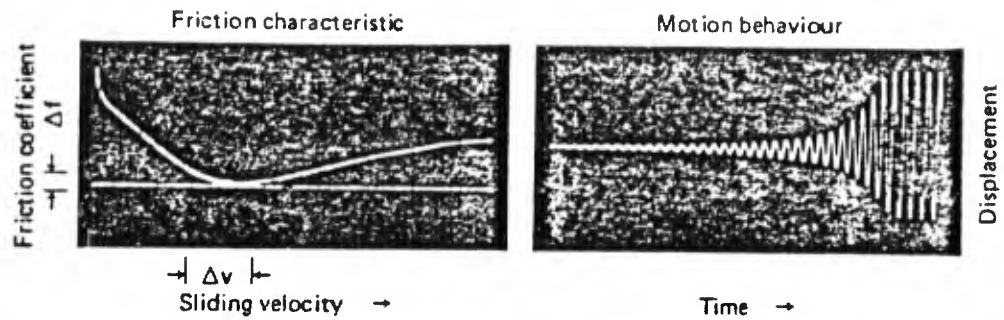 Friction characteristic
Motion behaviour
Friction coefficient
Δf
Displacement
Δv
Sliding velocity →
Time →